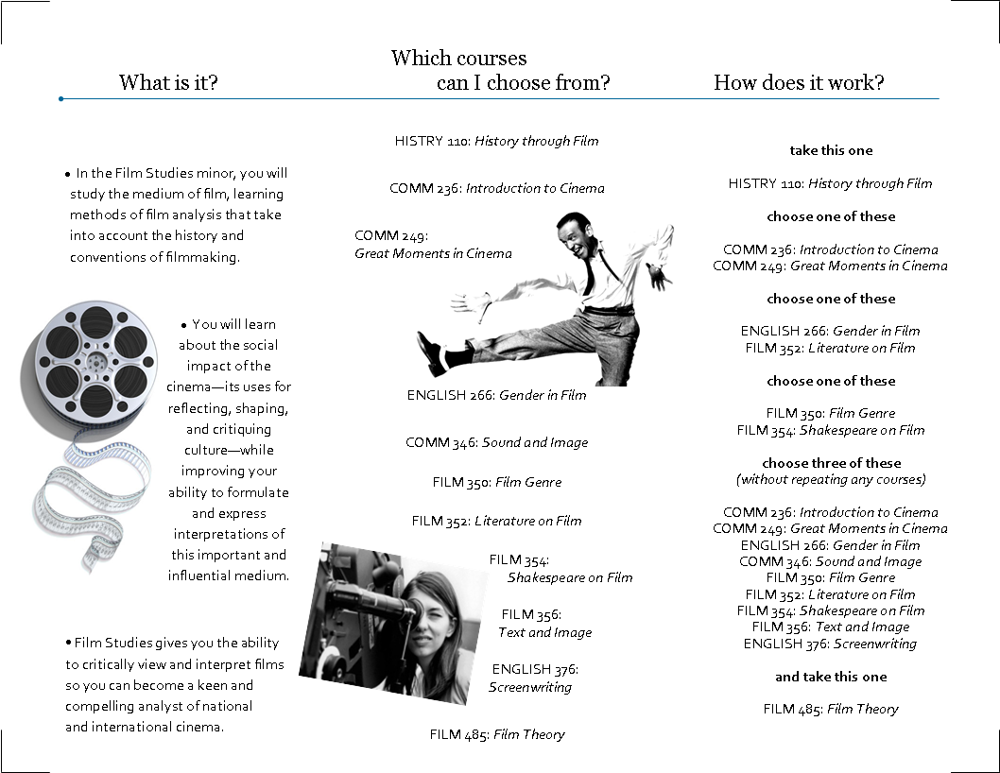 What is it?
• In the Film Studies minor, you will
study the medium of film, learning
methods of film analysis that take
into account the history and
conventions of filmmaking.
• You will learn
about the social
impact of the
cinema—its uses for
reflecting, shaping,
and critiquing
culture—while
improving your
ability to formulate
and express
interpretations of
this important and
influential medium.
• Film Studies gives you the ability
to critically view and interpret films
so you can become a keen and
compelling analyst of national
and international cinema.
Which courses
can I choose from?
HISTRY 110: History through Film
COMM 236: Introduction to Cinema
COMM 249:
Great Moments in Cinema
ENGLISH 266: Gender in Film
COMM 346: Sound and Image
FILM 350: Film Genre
FILM 352: Literature on Film
FILM 354:
Shakespeare on Film
FILM 356:
Text and Image
ENGLISH 376:
Screenwriting
FILM 485: Film Theory
How does it work?
take this one
HISTRY 110: History through Film
choose one of these
COMM 236: Introduction to Cinema
COMM 249: Great Moments in Cinema
choose one of these
ENGLISH 266: Gender in Film
FILM 352: Literature on Film
choose one of these
FILM 350: Film Genre
FILM 354: Shakespeare on Film
choose three of these
(without repeating any courses)
COMM 236: Introduction to Cinema
COMM 249: Great Moments in Cinema
ENGLISH 266: Gender in Film
COMM 346: Sound and Image
FILM 350: Film Genre
FILM 352: Literature on Film
FILM 354: Shakespeare on Film
FILM 356: Text and Image
ENGLISH 376: Screenwriting
and take this one
FILM 485: Film Theory